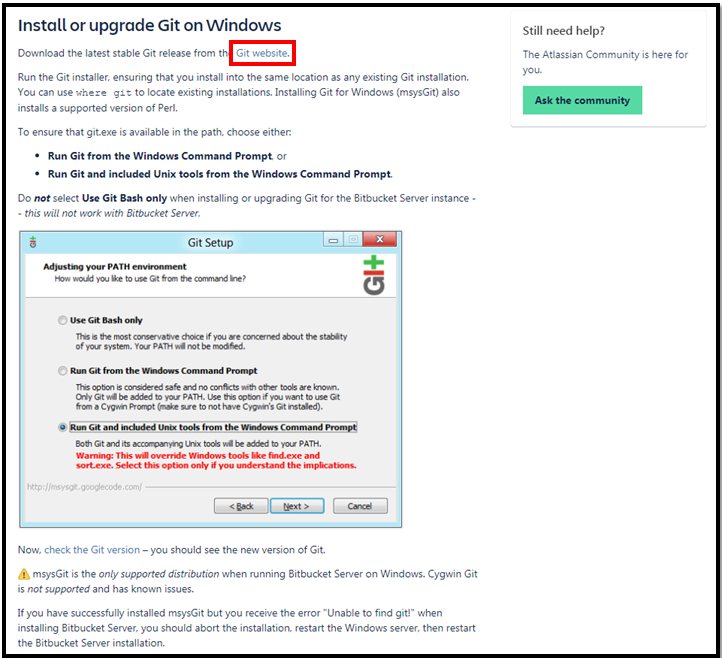 Install or upgrade Git on Windows
Download the latest stable Git release from the Git website.
Run the Git installer, ensuring that you install into the same location as any existing Git installation.
You can use where git to locate existing installations. Installing Git for Windows (msysGit) also
installs a supported version of Perl.
To ensure that git.exe is available in the path, choose either:
• Run Git from the Windows Command Prompt, or
• Run Git and included Unix tools from the Windows Command Prompt.
Do not select Use Git Bash only when installing or upgrading Git for the Bitbucket Server instance -
- this will not work with Bitbucket Server.
Git Setup
Adjusting your PATH environment
How would you like to use Git from the command line?
Git
Use Git Bash only
This is the most conservative choice if you are concerned about the stability
of your system. Your PATH will not be modified.
Run Git from the Windows Command Prompt
This option is considered safe and no conflicts with other tools are known.
Only Git will be added to your PATH. Use this option if you want to use Git
from a Cygwin Prompt (make sure to not have Cygwin's Git installed).
Run Git and included Unix tools from the Windows Command Prompt
Both Git and its accompanying Unix tools will be added to your PATH.
Warning: This will override Windows tools like find.exe and
sort.exe. Select this option only if you understand the implications.
http://msysgit.googlecode.com/
< Back
Next >
Cancel
Now, check the Git version – you should see the new version of Git.
msysGit is the only supported distribution when running Bitbucket Server on Windows. Cygwin Git
is not supported and has known issues.
If you have successfully installed msysGit but you receive the error "Unable to find git!" when
installing Bitbucket Server, you should abort the installation, restart the Windows server, then restart
the Bitbucket Server installation.
Still need help?
The Atlassian Community is here for
you.
Ask the community